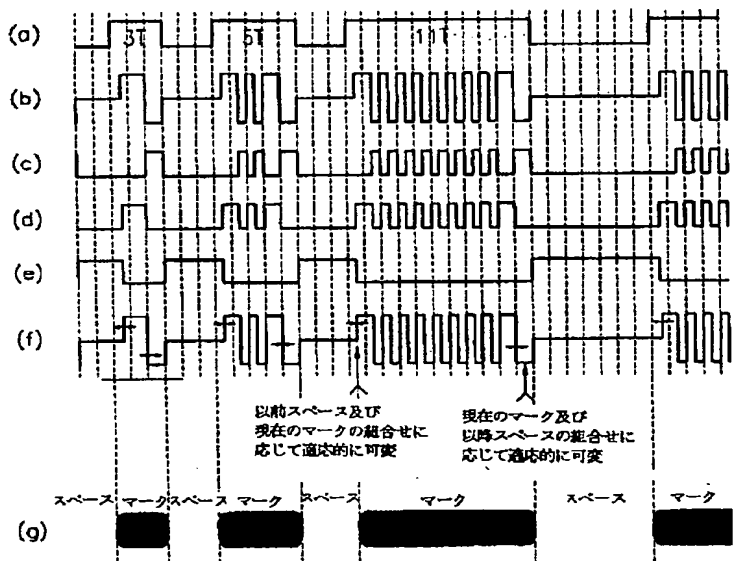 (a)
3T
5T
11T
(b)
(c)
(d)
(e)
(f)
以前スペース及び
現在のマークの組合せに
応じて適応的に可変
現在のマーク及び
以降スペースの組合せに
応じて適応的に可変
スペース マーク スペース マーク スペース マーク スペース マーク
(g)